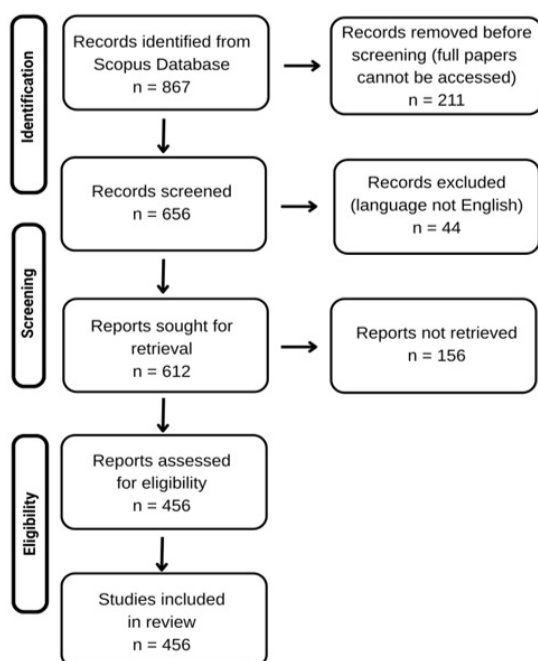 Identification
Records identified from
Scopus Database
n = 867
Records removed before
screening (full papers
cannot be accessed)
n = 211
Records screened
n = 656
Records excluded
(language not English)
n = 44
Screening
Reports sought for
retrieval
n = 612
Reports not retrieved
n = 156
Eligibility
Reports assessed
for eligibility
n = 456
Studies included
in review
n = 456